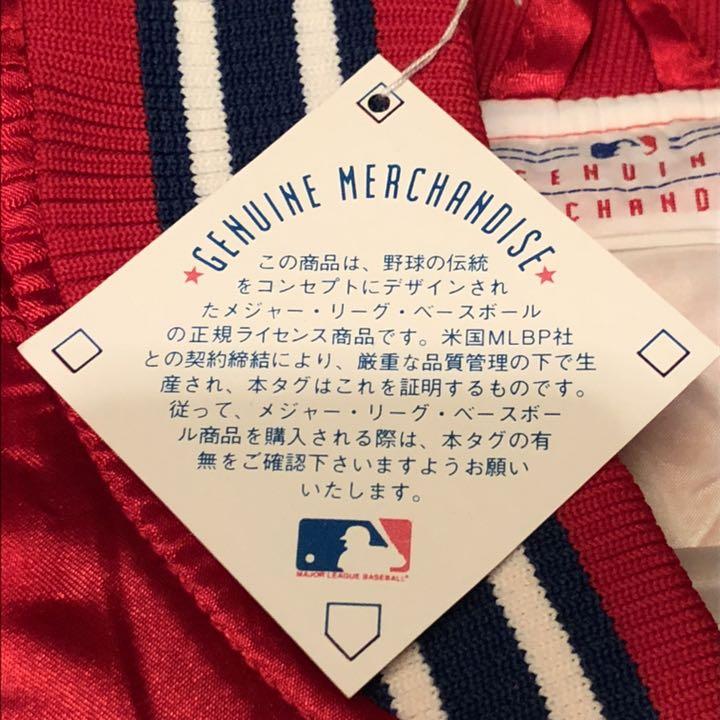 GENUINE MERCHANDISE
この商品は、野球の伝統
をコンセプトにデザインされ
たメジャー・リーグ・ベースボール
の正規ライセンス商品です。米国MLBP社
との契約締結により、厳重な品質管理の下で生
産され、本タグはこれを証明するものです。
従って、メジャー・リーグ・ベースボー
ル商品を購入される際は、本タグの有
無をご確認下さいますようお願い
いたします。
MAJOR LEAGUE BASEBALL
GENUIN
CHAND